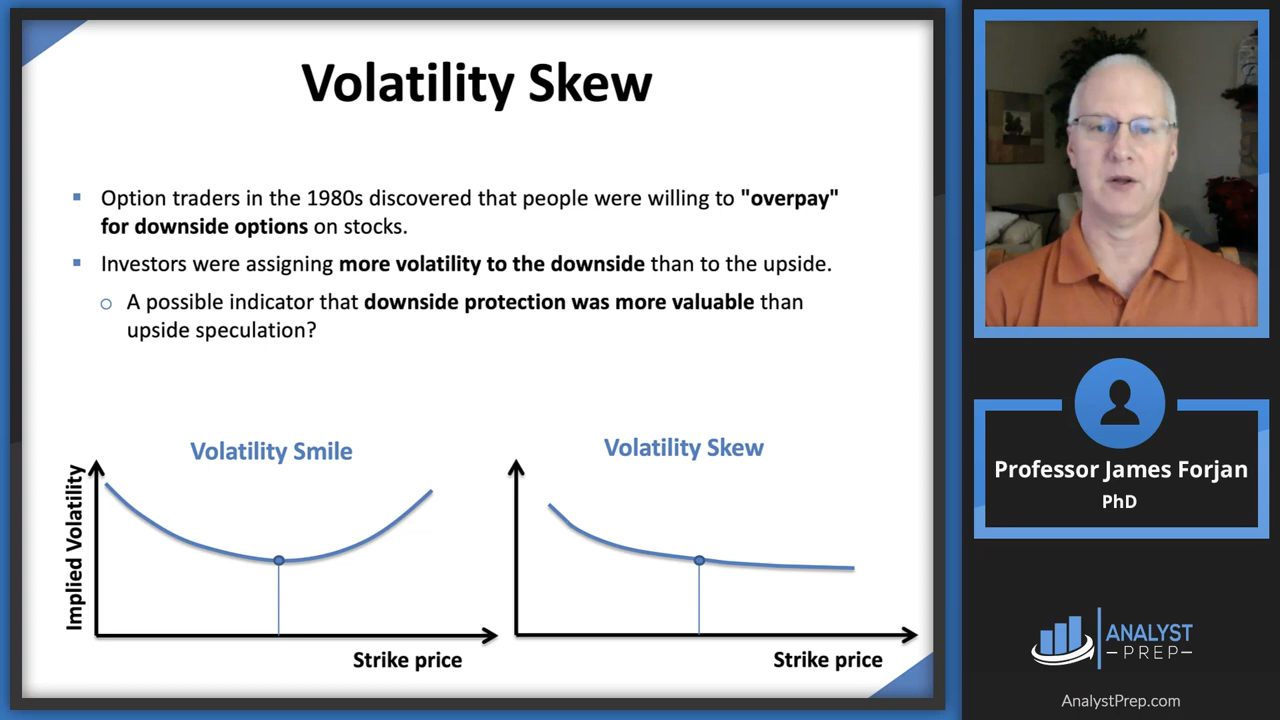 Volatility Skew
Option traders in the 1980s discovered that people were willing to "overpay"
for downside options on stocks.
Investors were assigning more volatility to the downside than to the upside.
A possible indicator that downside protection was more valuable than
upside speculation?
Volatility Smile
Implied Volatility
Strike price
Volatility Skew
Strike price
Professor James Forjan
PhD
ANALYST
PREP
AnalystPrep.com